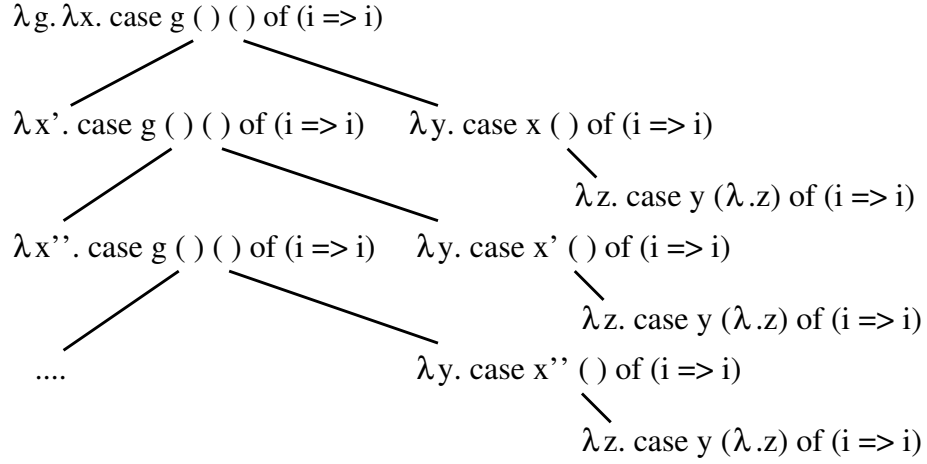 λg. λx. case g ( ) ( ) of (i => i)
λx'. case g ( ) ( ) of (i => i) λy. case x ( ) of (i => i)
λz. case y (λ.z) of (i => i)
λx''. case g ( ) ( ) of (i => i) λy. case x' ( ) of (i => i)
λz. case y (λ.z) of (i => i)
.... λy. case x'' ( ) of (i => i)
λz. case y (λ.z) of (i => i)